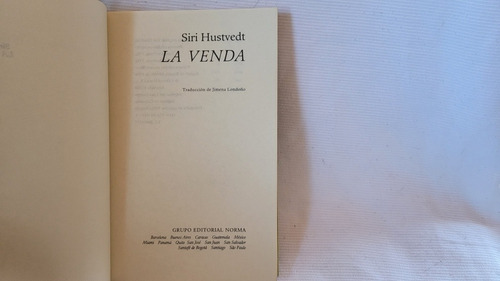 Siri Hustvedt
LA VENDA
Traducción de Jimena Londoño
GRUPO EDITORIAL NORMA
Barcelona Buenos Aires Caracas Guatemala México
Miami Panamá Quito San José San Juan San Salvador
Santafé de Bogotá Santiago São Paulo